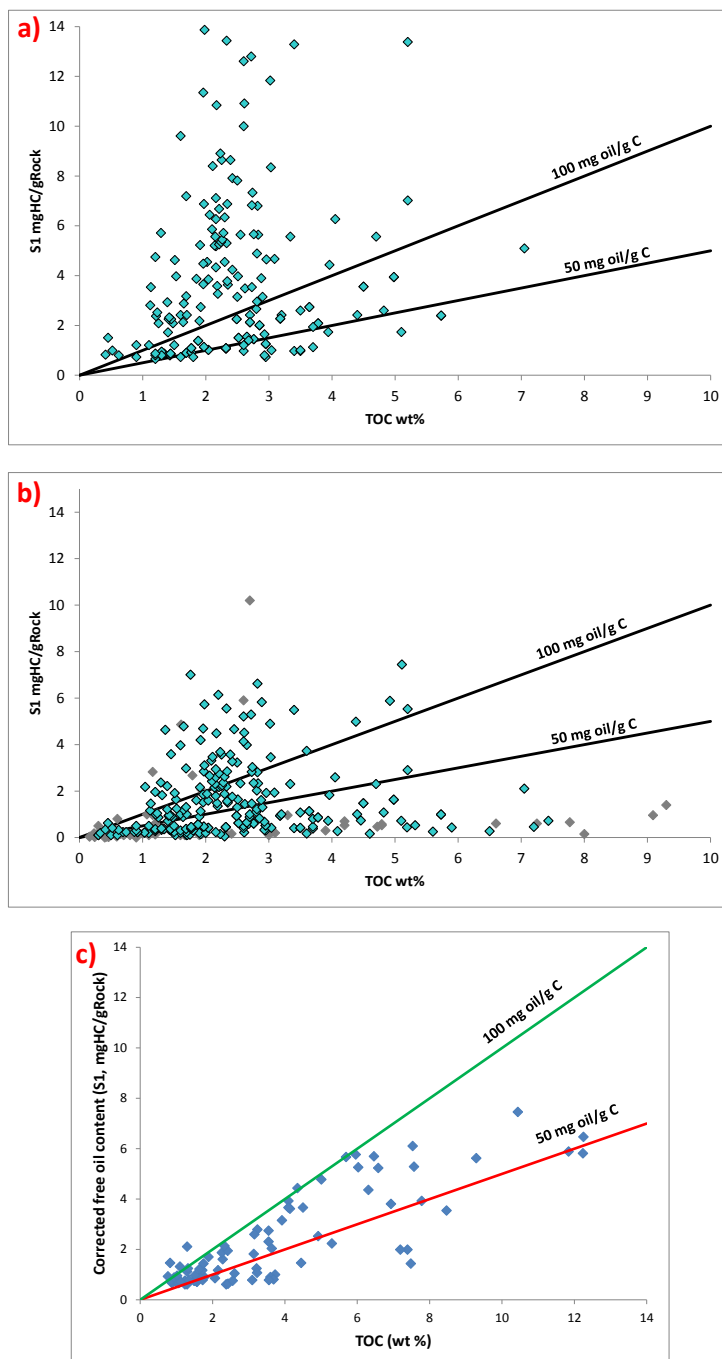 a)
14
12
10
8
6
4
2
0
S1 mgHC/gRock
100 mg oil/g C
50 mg oil/g C
0 1 2 3 4 5 6 7 8 9 10
TOC wt%
b)
14
12
10
8
6
4
2
0
S1 mgHC/gRock
100 mg oil/g C
50 mg oil/g C
0 1 2 3 4 5 6 7 8 9 10
TOC wt%
c)
14
12
10
8
6
4
2
0
Corrected free oil content (S1, mgHC/gRock)
100 mg oil/g C
50 mg oil/g C
0 2 4 6 8 10 12 14
TOC (wt %)